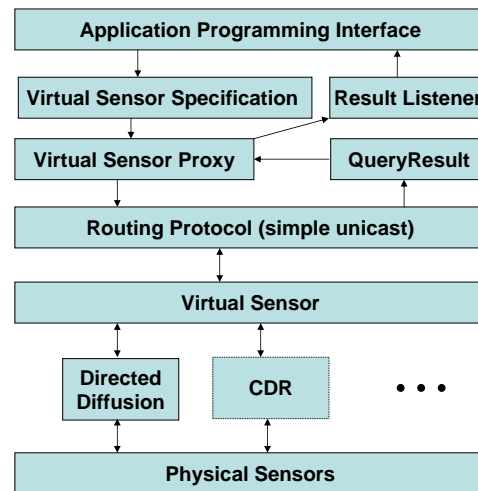 Application Programming Interface
Virtual Sensor Specification
Result Listener
Virtual Sensor Proxy
QueryResult
Routing Protocol (simple unicast)
Virtual Sensor
Directed
Diffusion
CDR
• • •
Physical Sensors